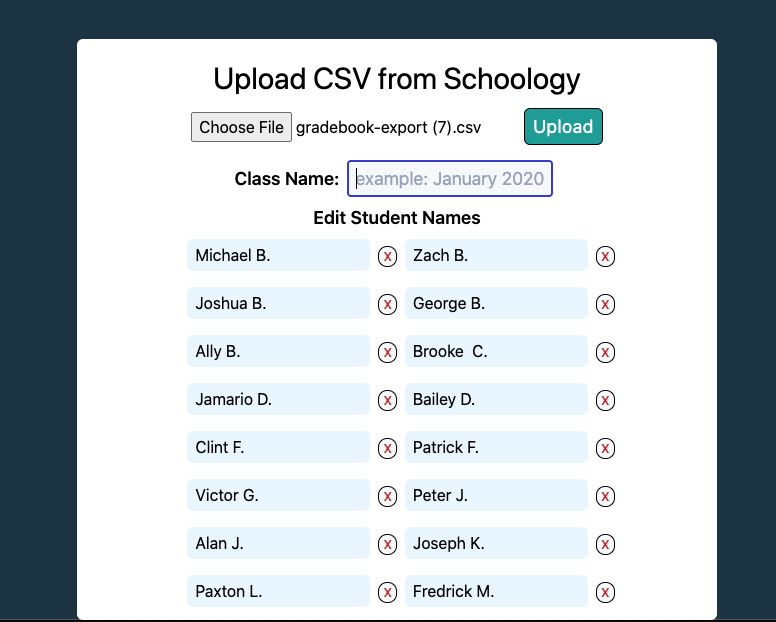 Upload CSV from Schoology
Choose File gradebook-export (7).csv Upload
Class Name: example: January 2020
Edit Student Names
Michael B. x Zach B. x
Joshua B. x George B. x
Ally B. x Brooke  C. x
Jamario D. x Bailey D. x
Clint F. x Patrick F. x
Victor G. x Peter J. x
Alan J. x Joseph K. x
Paxton L. x Fredrick M. x